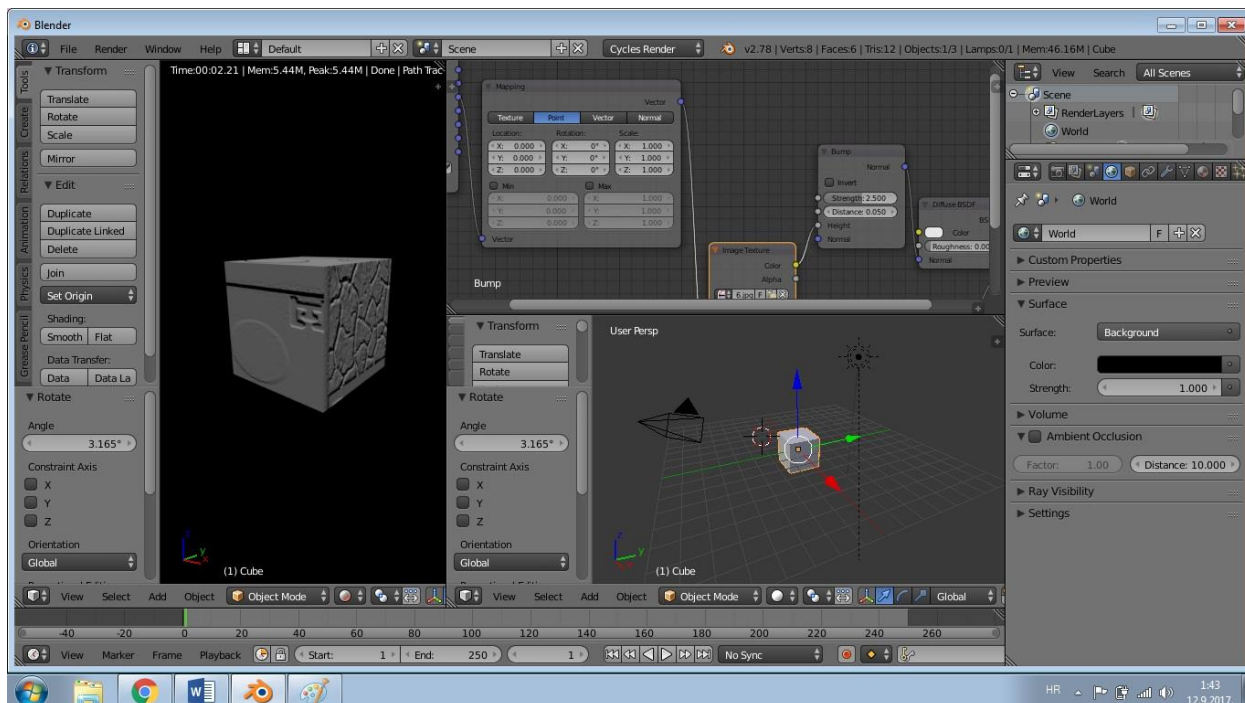 Blender
File Render Window Help Default Scene Cycles Render v2.78 | Verts:8 | Faces:6 | Tris:12 | Objects:1/3 | Lamps:0/1 | Mem:46.16M | Cube
Tools
Create
Relations
Animation
Physics
Grease Pencil
Transform
Translate
Rotate
Scale
Mirror
Edit
Duplicate
Duplicate Linked
Delete
Join
Set Origin
Shading:
Smooth Flat
Data Transfer:
Data Data La
Rotate
Angle
3.165°
Constraint Axis
X
Y
Z
Orientation
Global
Time:00:02.21 | Mem:5.44M, Peak:5.44M | Done | Path Trac
(1) Cube
View Select Add Object Object Mode
Mapping
Vector
Texture Point Vector Normal
Location: Rotation: Scale:
X: 0.000 X: 0° X: 1.000
Y: 0.000 Y: 0° Y: 1.000
Z: 0.000 Z: 0° Z: 1.000
Min Max
X: 0.000 X: 1.000
Y: 0.000 Y: 1.000
Z: 0.000 Z: 1.000
Vector
Image Texture
Color
Alpha
6.jpg F
Bump
Normal
Invert
Strength: 2.500
Distance: 0.050
Height
Normal
Diffuse BSDF
BS
Color
Roughness: 0.00
Normal
Bump
Transform
Translate
Rotate
Rotate
Angle
3.165°
Constraint Axis
X
Y
Z
Orientation
Global
User Persp
(1) Cube
View Select Add Object Object Mode Global
View Search All Scenes
Scene
RenderLayers
World
World
World F
Custom Properties
Preview
Surface
Surface: Background
Color:
Strength: 1.000
Volume
Ambient Occlusion
Factor: 1.00 Distance: 10.000
Ray Visibility
Settings
-40 -20 0 20 40 60 80 100 120 140 160 180 200 220 240 260
View Marker Frame Playback Start: 1 End: 250 1 No Sync
HR 1:43
12.9.2017